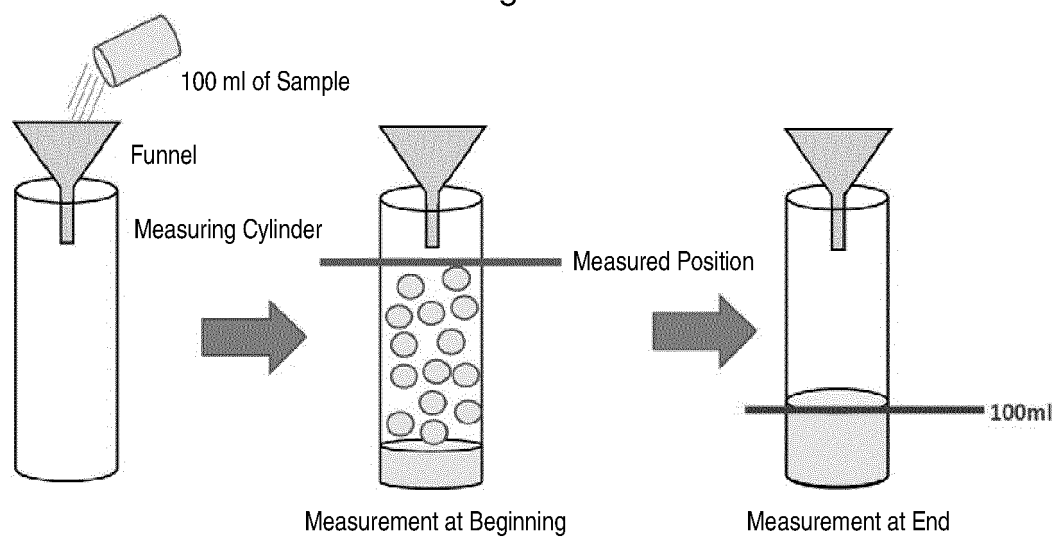 100 ml of Sample
Funnel
Measuring Cylinder
Measured Position
100ml
Measurement at Beginning
Measurement at End